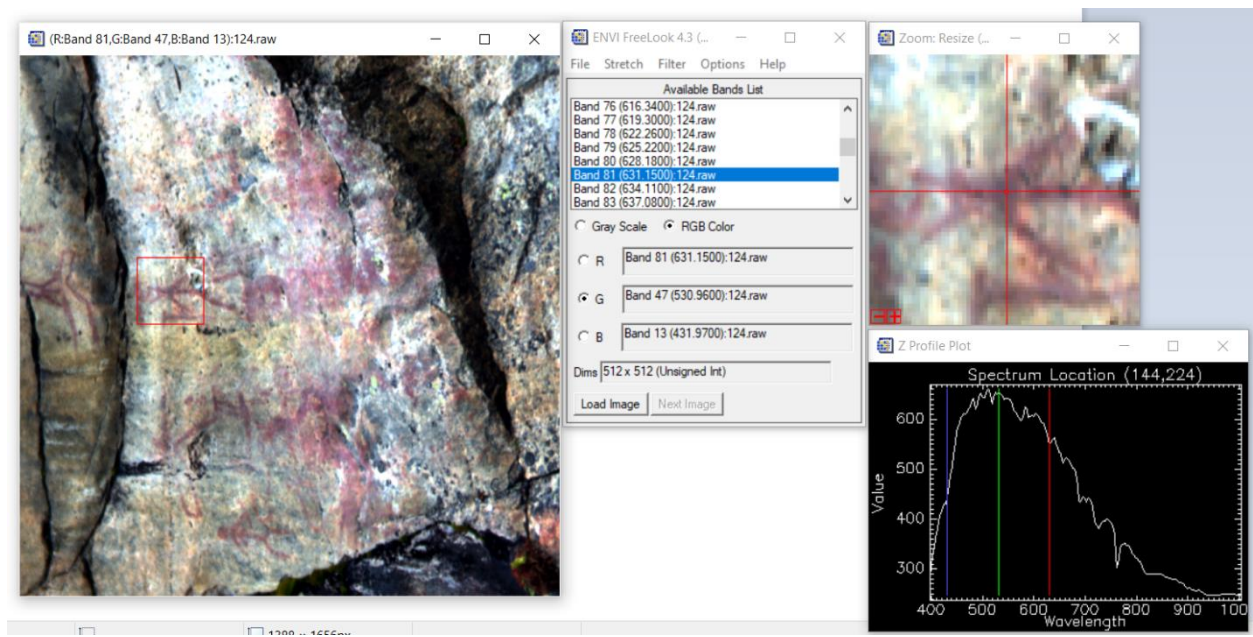 (R:Band 81,G:Band 47,B:Band 13):124.raw
ENVI FreeLook 4.3 (...
File Stretch Filter Options Help
Available Bands List
Band 76 (616.3400):124.raw
Band 77 (619.3000):124.raw
Band 78 (622.2600):124.raw
Band 79 (625.2200):124.raw
Band 80 (628.1800):124.raw
Band 81 (631.1500):124.raw
Band 82 (634.1100):124.raw
Band 83 (637.0800):124.raw
Gray Scale RGB Color
R Band 81 (631.1500):124.raw
G Band 47 (530.9600):124.raw
B Band 13 (431.9700):124.raw
Dims 512 x 512 (Unsigned Int)
Load Image Next Image
Zoom: Resize (...
Z Profile Plot
Spectrum Location (144,224)
Value
600
500
400
300
400 500 600 700 800 900 100
Wavelength
1289 × 1656px